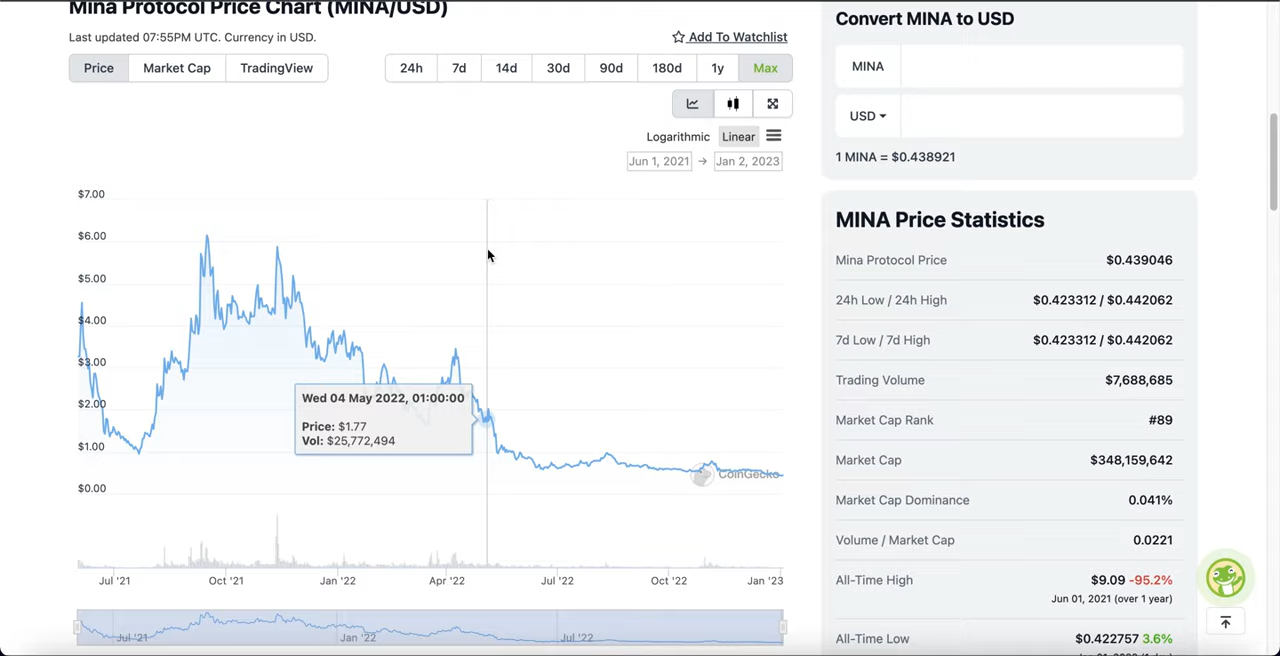 Mina Protocol Price Chart (MINA/USD)
Last updated 07:55PM UTC. Currency in USD.
Add To Watchlist
Price Market Cap TradingView
24h 7d 14d 30d 90d 180d 1y Max
Logarithmic Linear
Jun 1, 2021 → Jan 2, 2023
$7.00
$6.00
$5.00
$4.00
$3.00
$2.00
$1.00
$0.00
Wed 04 May 2022, 01:00:00
Price: $1.77
Vol: $25,772,494
CoinGecko
Jul '21 Oct '21 Jan '22 Apr '22 Jul '22 Oct '22 Jan '23
Jul '21 Jan '22 Jul '22
Convert MINA to USD
MINA
USD
1 MINA = $0.438921
MINA Price Statistics
Mina Protocol Price $0.439046
24h Low / 24h High $0.423312 / $0.442062
7d Low / 7d High $0.423312 / $0.442062
Trading Volume $7,688,685
Market Cap Rank #89
Market Cap $348,159,642
Market Cap Dominance 0.041%
Volume / Market Cap 0.0221
All-Time High $9.09 -95.2%
Jun 01, 2021 (over 1 year)
All-Time Low $0.422757 3.6%